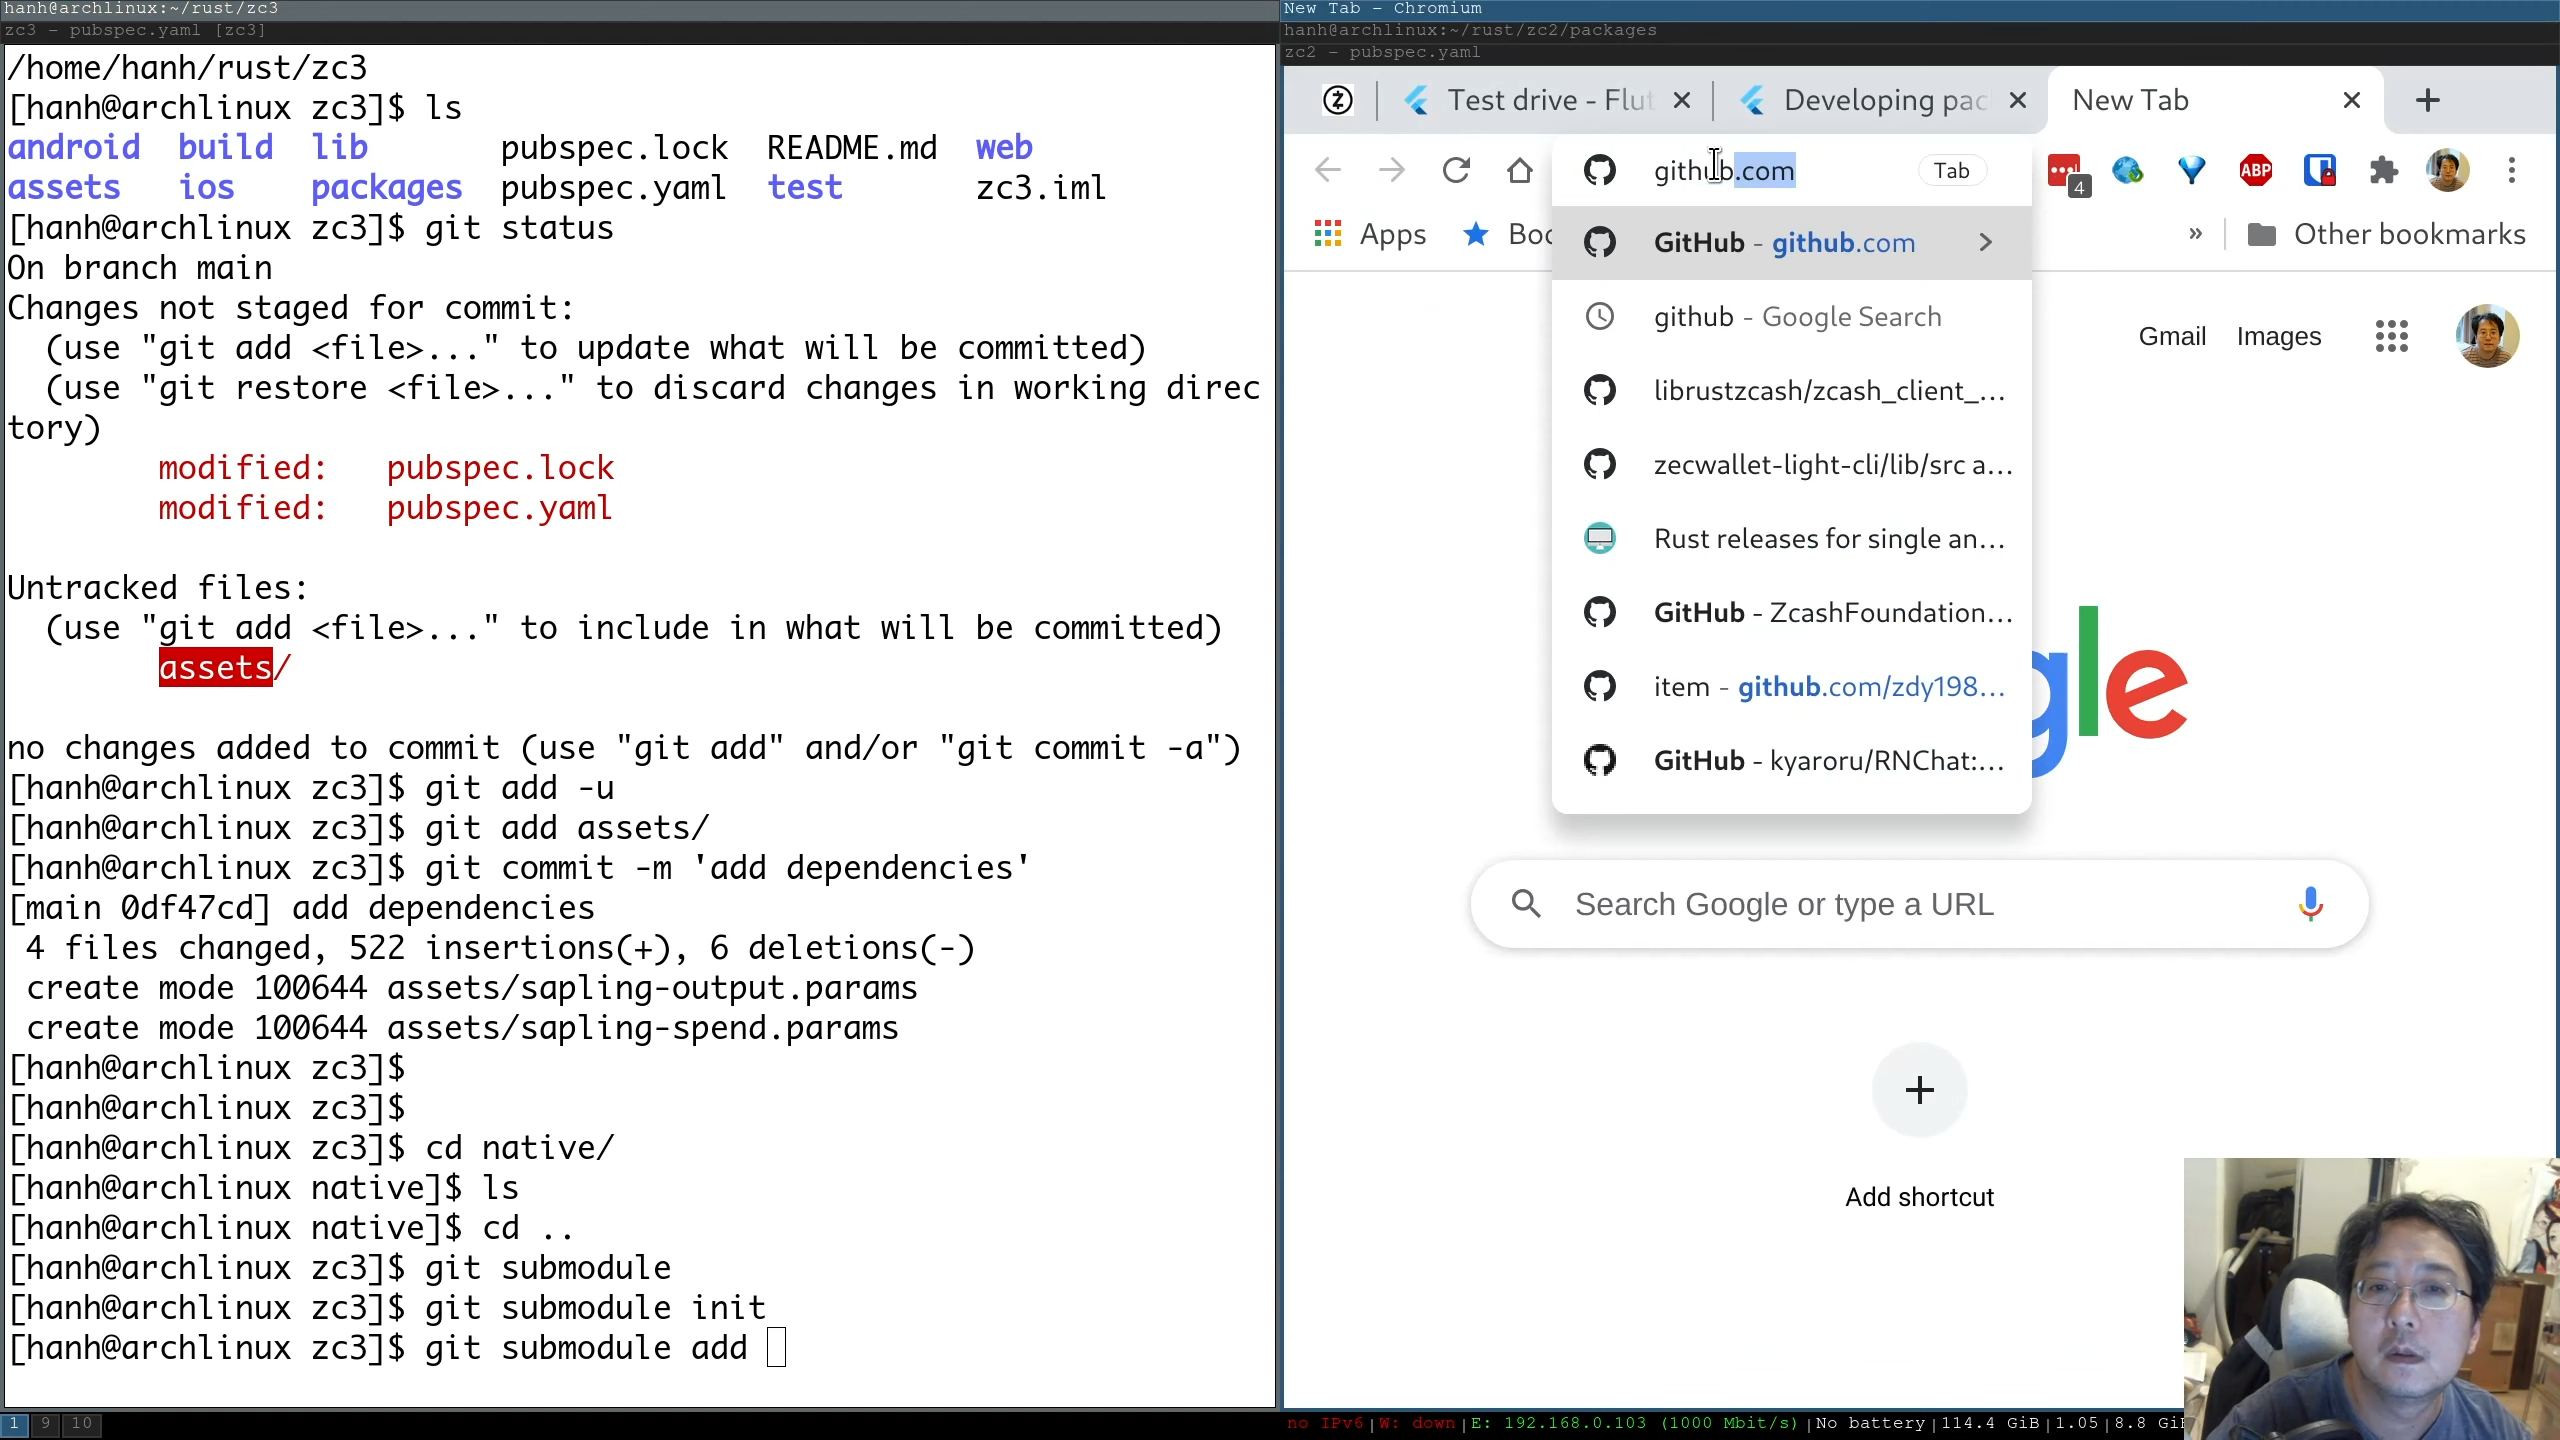 hanh@archlinux:~/rust/zc3
zc3 - pubspec.yaml [zc3]
/home/hanh/rust/zc3
[hanh@archlinux zc3]$ ls
android build lib pubspec.lock README.md web
assets ios packages pubspec.yaml test zc3.iml
[hanh@archlinux zc3]$ git status
On branch main
Changes not staged for commit:
(use "git add <file>..." to update what will be committed)
(use "git restore <file>..." to discard changes in working direc
tory)
modified: pubspec.lock
modified: pubspec.yaml
Untracked files:
(use "git add <file>..." to include in what will be committed)
assets/
no changes added to commit (use "git add" and/or "git commit -a")
[hanh@archlinux zc3]$ git add -u
[hanh@archlinux zc3]$ git add assets/
[hanh@archlinux zc3]$ git commit -m 'add dependencies'
[main 0df47cd] add dependencies
4 files changed, 522 insertions(+), 6 deletions(-)
create mode 100644 assets/sapling-output.params
create mode 100644 assets/sapling-spend.params
[hanh@archlinux zc3]$
[hanh@archlinux zc3]$
[hanh@archlinux zc3]$ cd native/
[hanh@archlinux native]$ ls
[hanh@archlinux native]$ cd ..
[hanh@archlinux zc3]$ git submodule
[hanh@archlinux zc3]$ git submodule init
[hanh@archlinux zc3]$ git submodule add
1 9 10
New Tab - Chromium
hanh@archlinux:~/rust/zc2/packages
zc2 - pubspec.yaml
Test drive - Flut
Developing pac
New Tab
github.com Tab
4
ABP
Apps
Boo
» Other bookmarks
GitHub - github.com
github - Google Search
librustzcash/zcash_client_...
zecwallet-light-cli/lib/src a...
Rust releases for single an...
GitHub - ZcashFoundation...
item - github.com/zdy198...
GitHub - kyaroru/RNChat:...
Gmail Images
gle
Search Google or type a URL
Add shortcut
no IPv6|W: down|E: 192.168.0.103 (1000 Mbit/s)|No battery|114.4 GiB|1.05|8.8 Gi